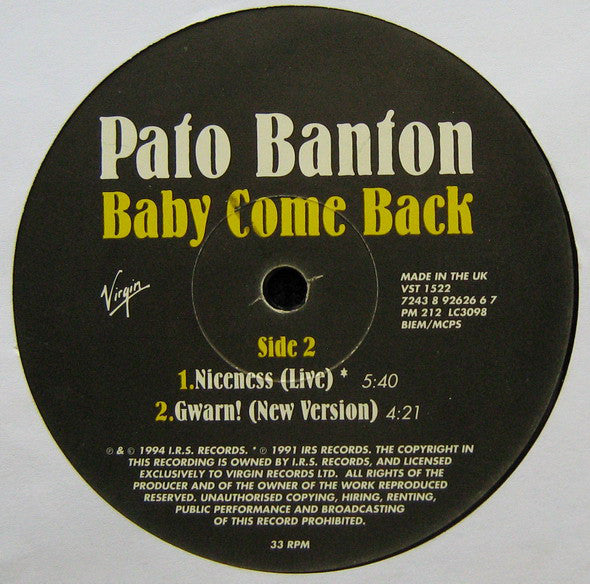 Pato Banton
Baby Come Back
Virgin
MADE IN THE UK
VST 1522
7243 8 92626 6 7
PM 212 LC3098
BIEM/MCPS
Side 2
1.Niceness (Live) * 5:40
2.Gwarn! (New Version) 4:21
℗ & © 1994 I.R.S. RECORDS. * ℗ 1991 IRS RECORDS. THE COPYRIGHT IN
THIS RECORDING IS OWNED BY I.R.S. RECORDS, AND LICENSED
EXCLUSIVELY TO VIRGIN RECORDS LTD. ALL RIGHTS OF THE
PRODUCER AND OF THE OWNER OF THE WORK REPRODUCED
RESERVED. UNAUTHORISED COPYING, HIRING, RENTING,
PUBLIC PERFORMANCE AND BROADCASTING
OF THIS RECORD PROHIBITED.
33 RPM